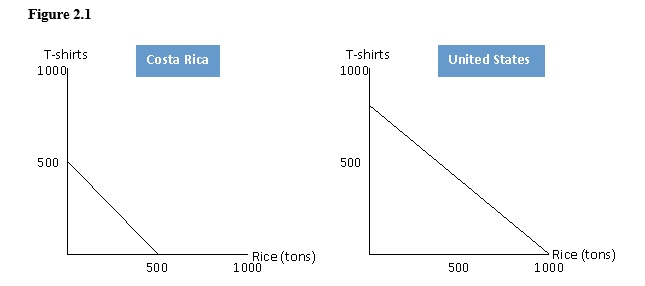 Figure 2.1
T-shirts
Costa Rica
1000
500
Rice (tons)
500
1000
T-shirts
United States
1000
500
Rice (tons)
500
1000